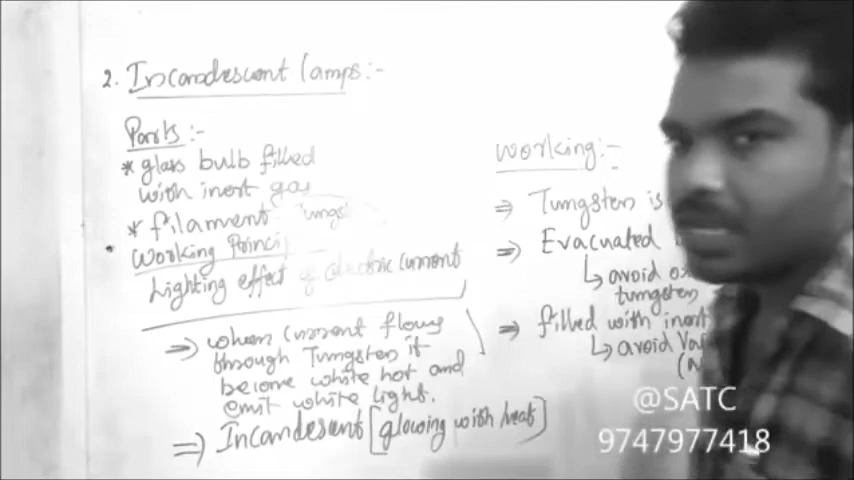 2. Incandescent lamps:-
Parts :-
* glass bulb filled
with inert gas
* filament
Working Princi
Lighting effect of electric current
⇒ when Current flows
through Tungsten it
become white hot and
emit white light.
⇒ Incandescent [glowing with heat]
Working:-
⇒ Tungsten is
⇒ Evacuated
↳ avoid
tungsten
⇒ filled with inert
↳ avoid
@SATC
9747977418